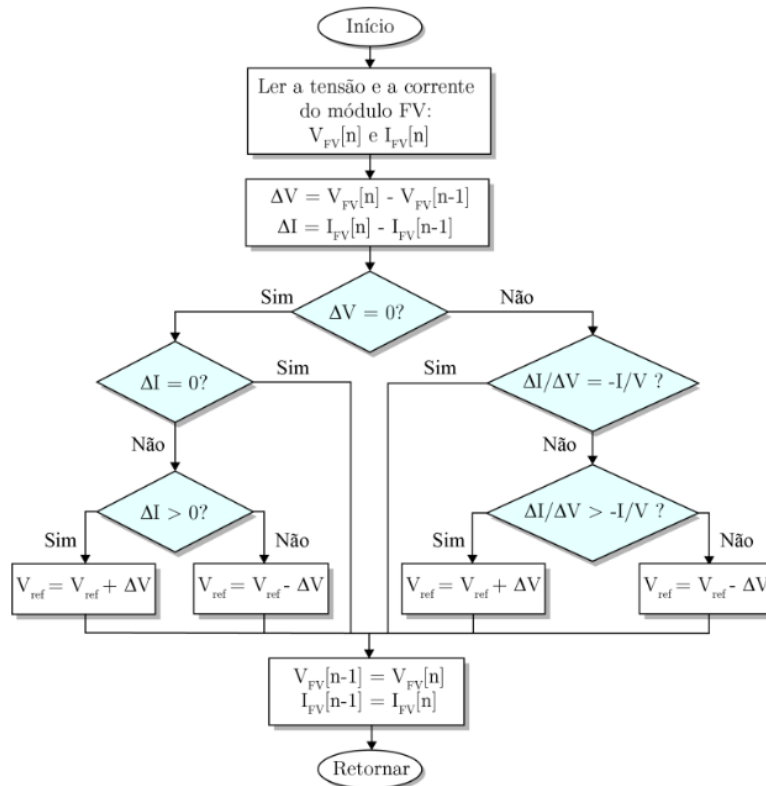 Início
Ler a tensão e a corrente
do módulo FV:
V_FV[n] e I_FV[n]
ΔV = V_FV[n] - V_FV[n-1]
ΔI = I_FV[n] - I_FV[n-1]
Sim
ΔV = 0?
Não
ΔI = 0?
Sim
Sim
ΔI/ΔV = -I/V ?
Não
Não
ΔI > 0?
ΔI/ΔV > -I/V ?
Sim
Não
Sim
Não
V_ref = V_ref + ΔV
V_ref = V_ref - ΔV
V_ref = V_ref + ΔV
V_ref = V_ref - ΔV
V_FV[n-1] = V_FV[n]
I_FV[n-1] = I_FV[n]
Retornar